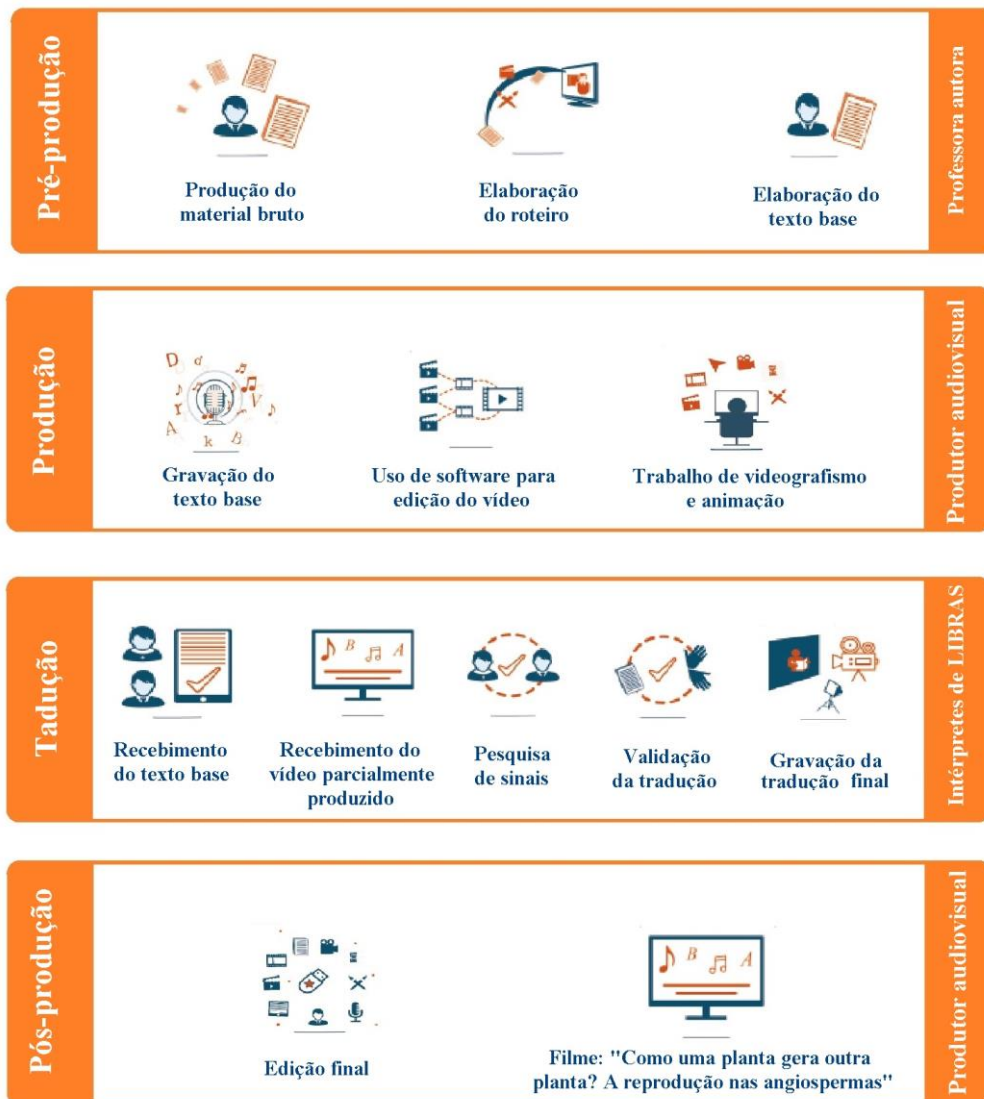 Pré-produção
Produção do
material bruto
Elaboração
do roteiro
Elaboração do
texto base
Professora autora
Produção
D d
r V
A k B
Gravação do
texto base
Uso de software para
edição do vídeo
Trabalho de videografismo
e animação
Produtor audiovisual
Tadução
Recebimento
do texto base
B A
Recebimento do
vídeo parcialmente
produzido
Pesquisa
de sinais
Validação
da tradução
Gravação da
tradução final
Intérpretes de LIBRAS
Pós-produção
Edição final
B A
Filme: "Como uma planta gera outra
planta? A reprodução nas angiospermas"
Produtor audiovisual